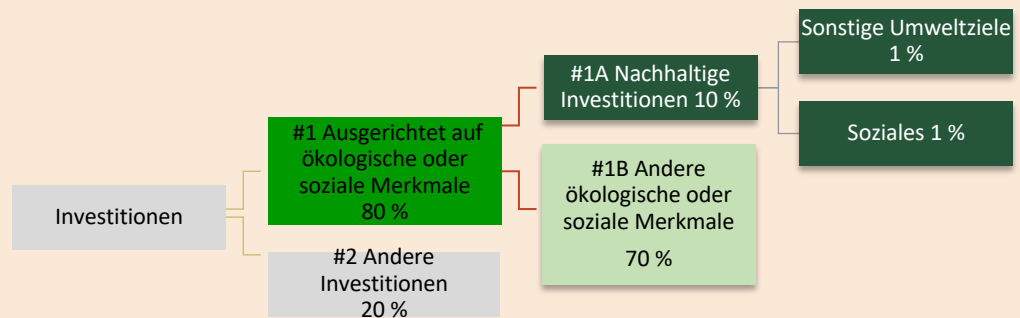 Investitionen
#1 Ausgerichtet auf
ökologische oder
soziale Merkmale
80 %
#2 Andere
Investitionen
20 %
#1A Nachhaltige
Investitionen 10 %
#1B Andere
ökologische oder
soziale Merkmale
70 %
Sonstige Umweltziele
1 %
Soziales 1 %